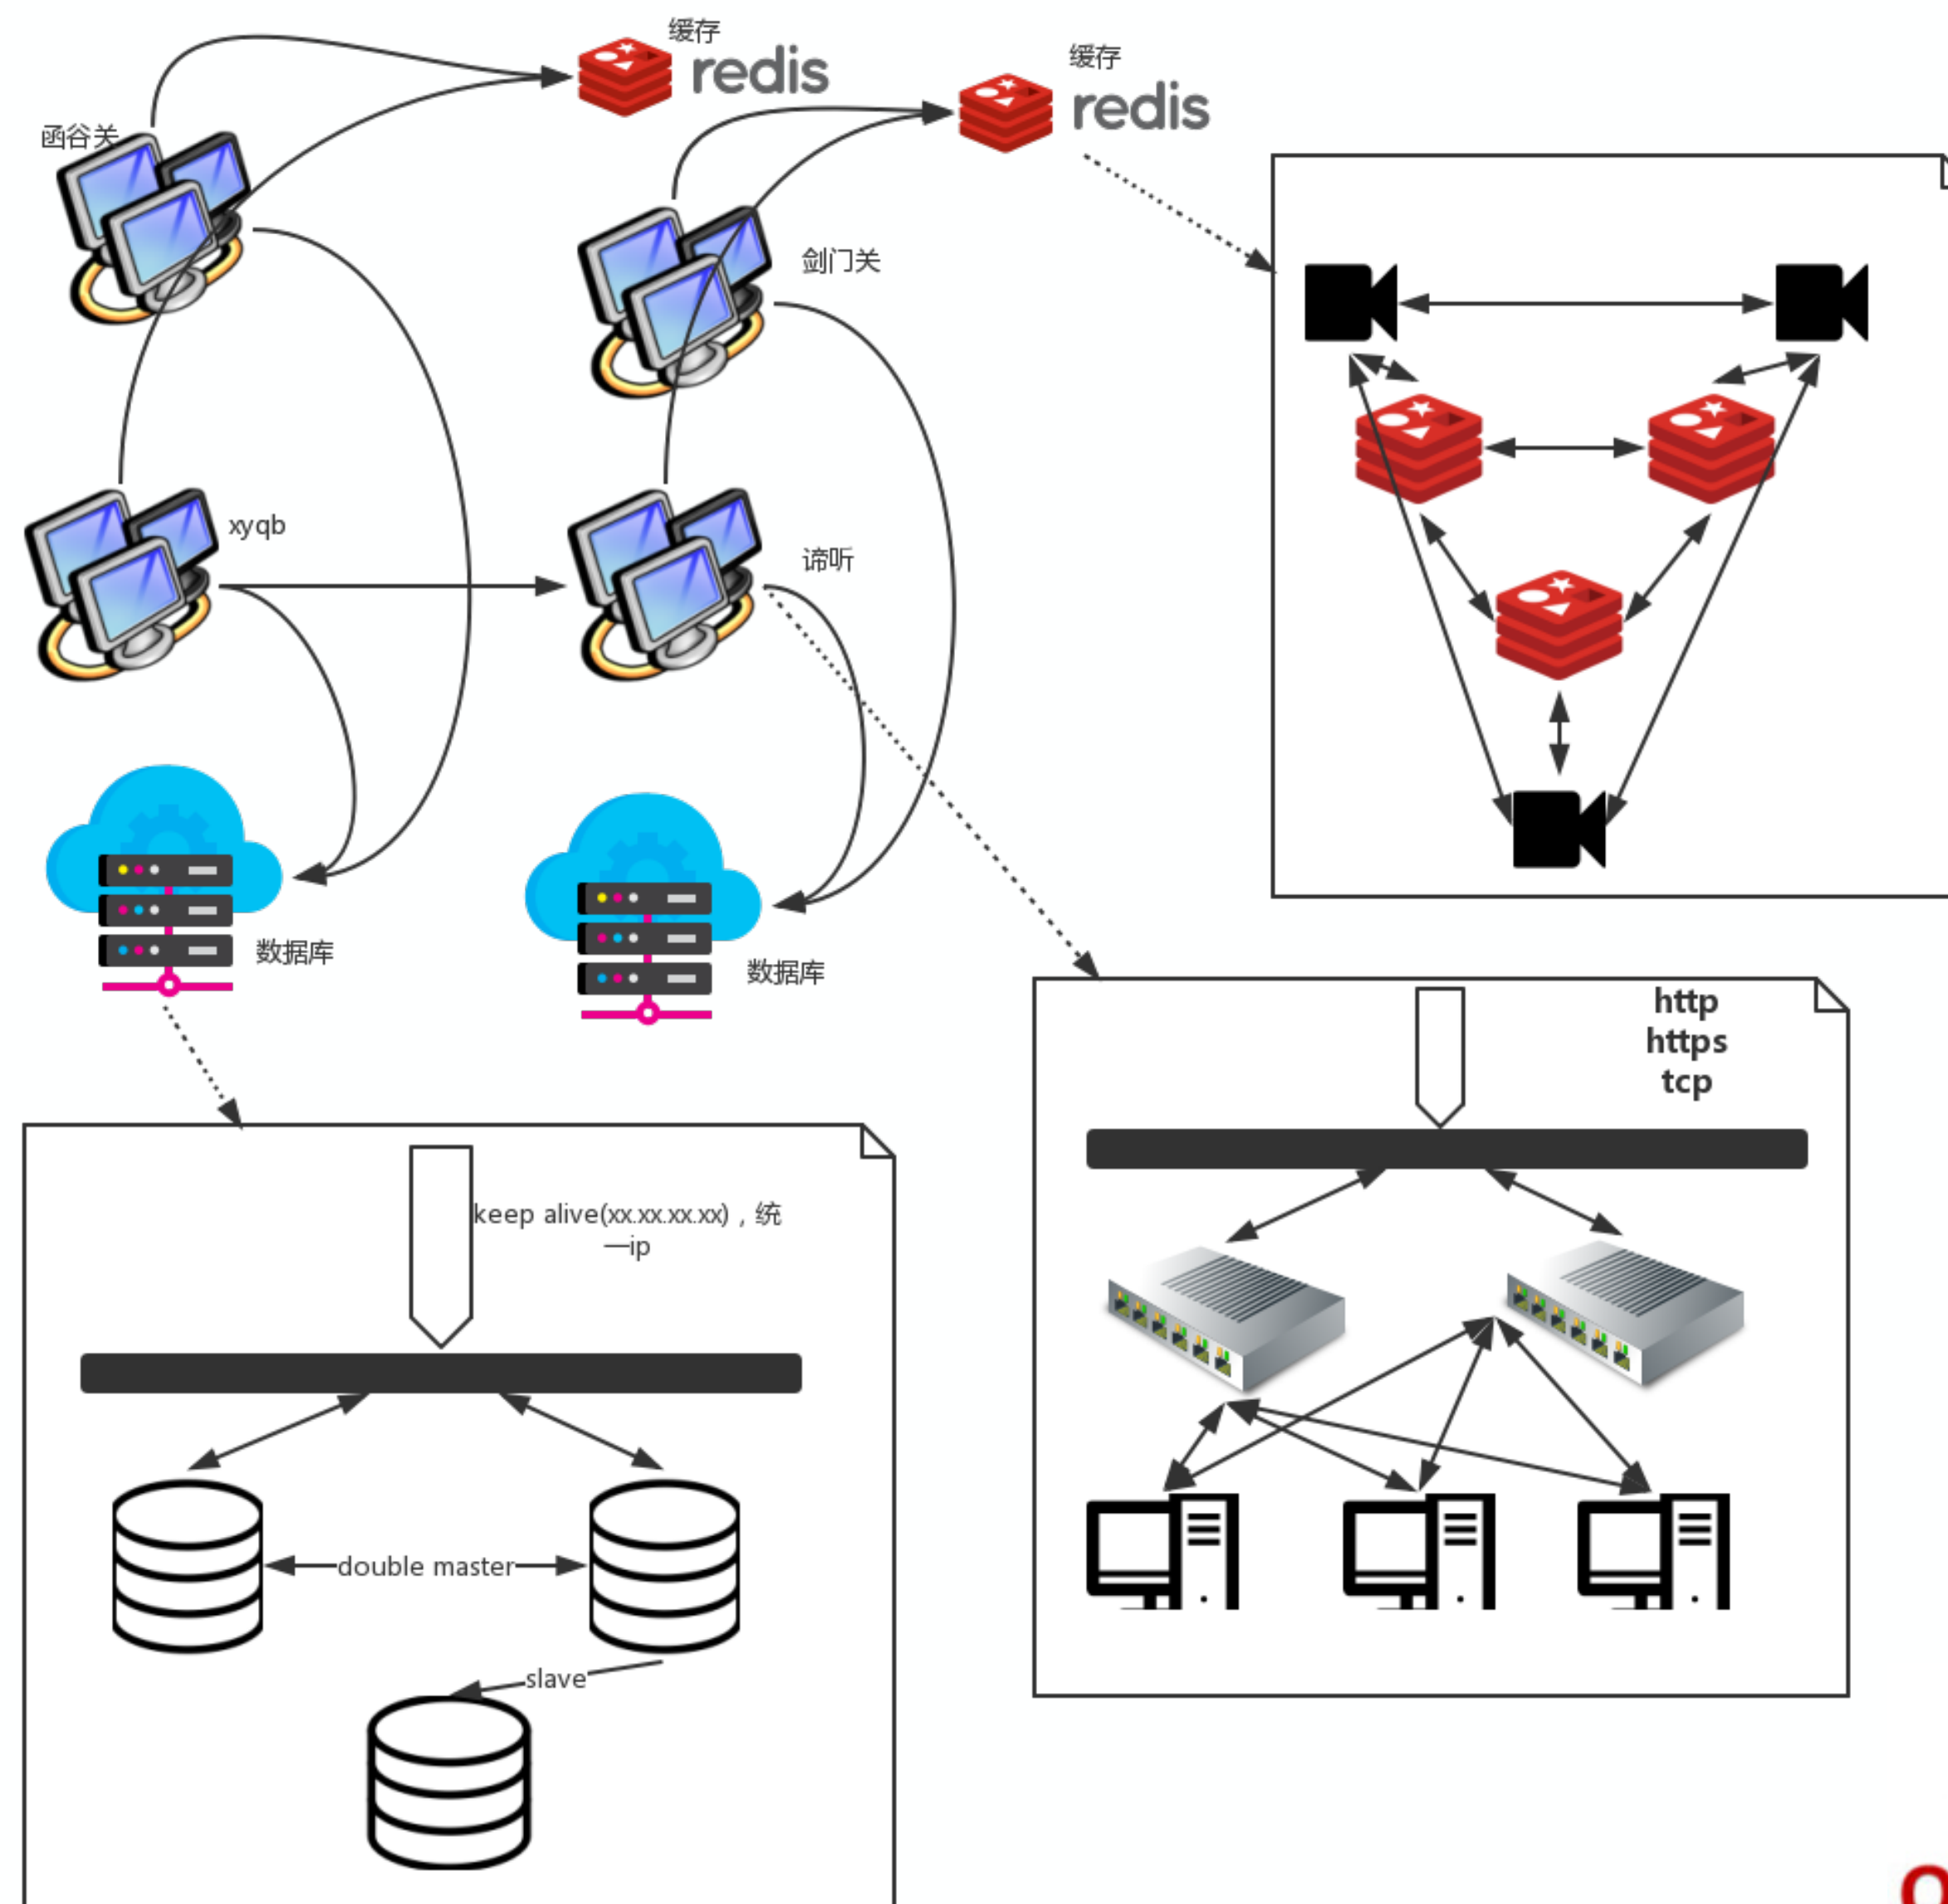 缓存
redis
缓存
redis
函谷关
剑门关
xyqb
谛听
数据库
数据库
http
https
tcp
keep alive(xx.xx.xx.xx)，统
一ip
double master
slave